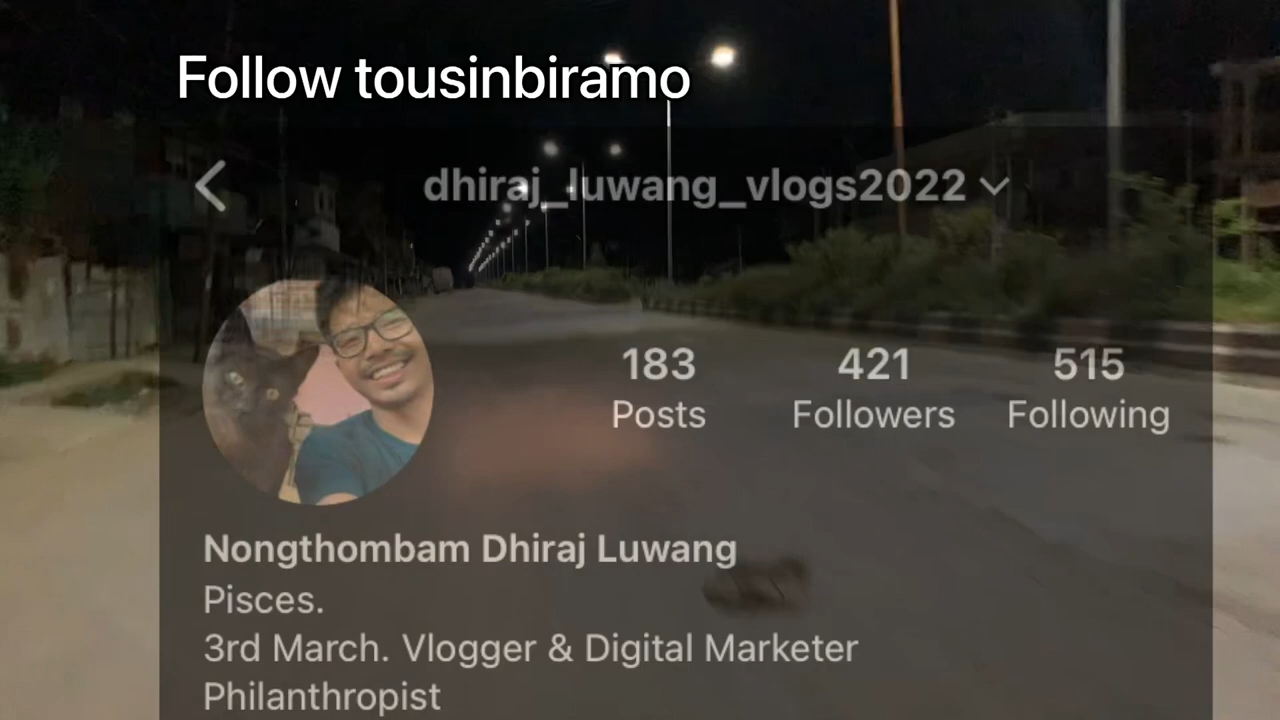 Follow tousinbiramo
dhiraj_luwang_vlogs2022
183
421
515
Posts
Followers
Following
Nongthombam Dhiraj Luwang
Pisces.
3rd March. Vlogger & Digital Marketer
Philanthropist